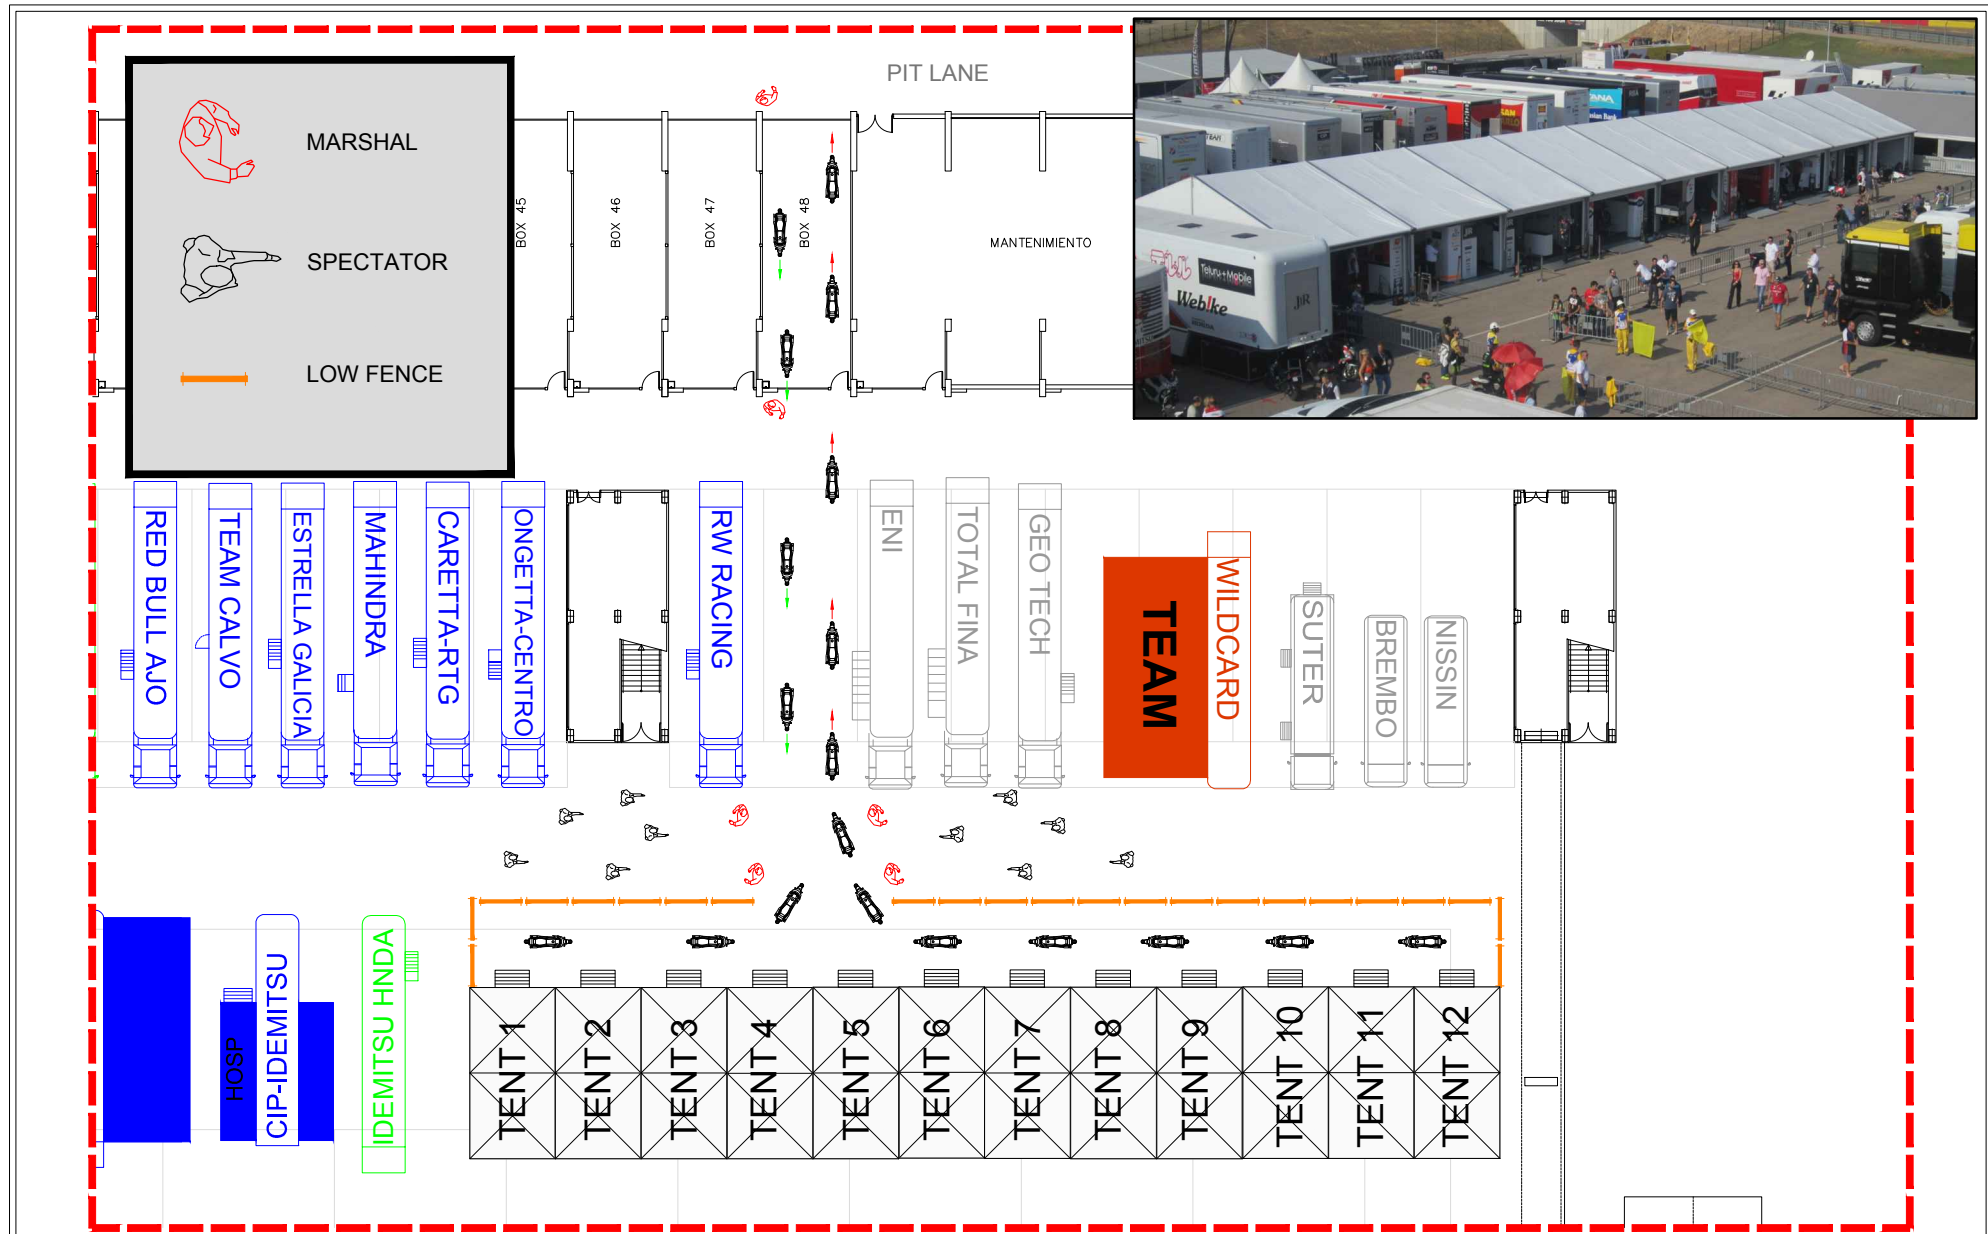 PIT LANE
MARSHAL
SPECTATOR
LOW FENCE
BOX 45
BOX 46
BOX 47
BOX 48
MANTENIMIENTO
Teluru+Mobile
Weblke
JiR
RED BULL AJO
TEAM CALVO
ESTRELLA GALICIA
MAHINDRA
CARETTA-RTG
ONGETTA-CENTRO
RW RACING
ENI
TOTAL FINA
GEO TECH
TEAM
WILDCARD
SUTER
BREMBO
NISSIN
HOSP
CIP-IDEMITSU
IDEMITSU HNDA
TENT 1
TENT 2
TENT 3
TENT 4
TENT 5
TENT 6
TENT 7
TENT 8
TENT 9
TENT 10
TENT 11
TENT 12